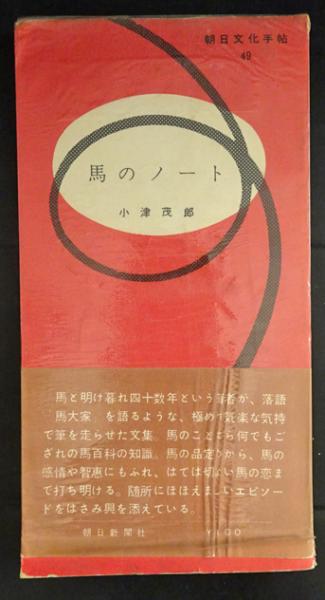 朝日文化手帖
49
馬のノート
小津茂郎
馬と明け暮れ四十数年という筆者が、落語
「馬大家」を語るような、極めて気楽な気持
で筆を走らせた文集。馬のことなら何でもご
ざれの馬百科の知識。馬の品定めから、馬の
感情や智恵にもふれ、はては切ない馬の恋ま
で打ち明ける。随所にほほえましいエピソー
ドをはさみ興を添えている。
朝日新聞社
¥100